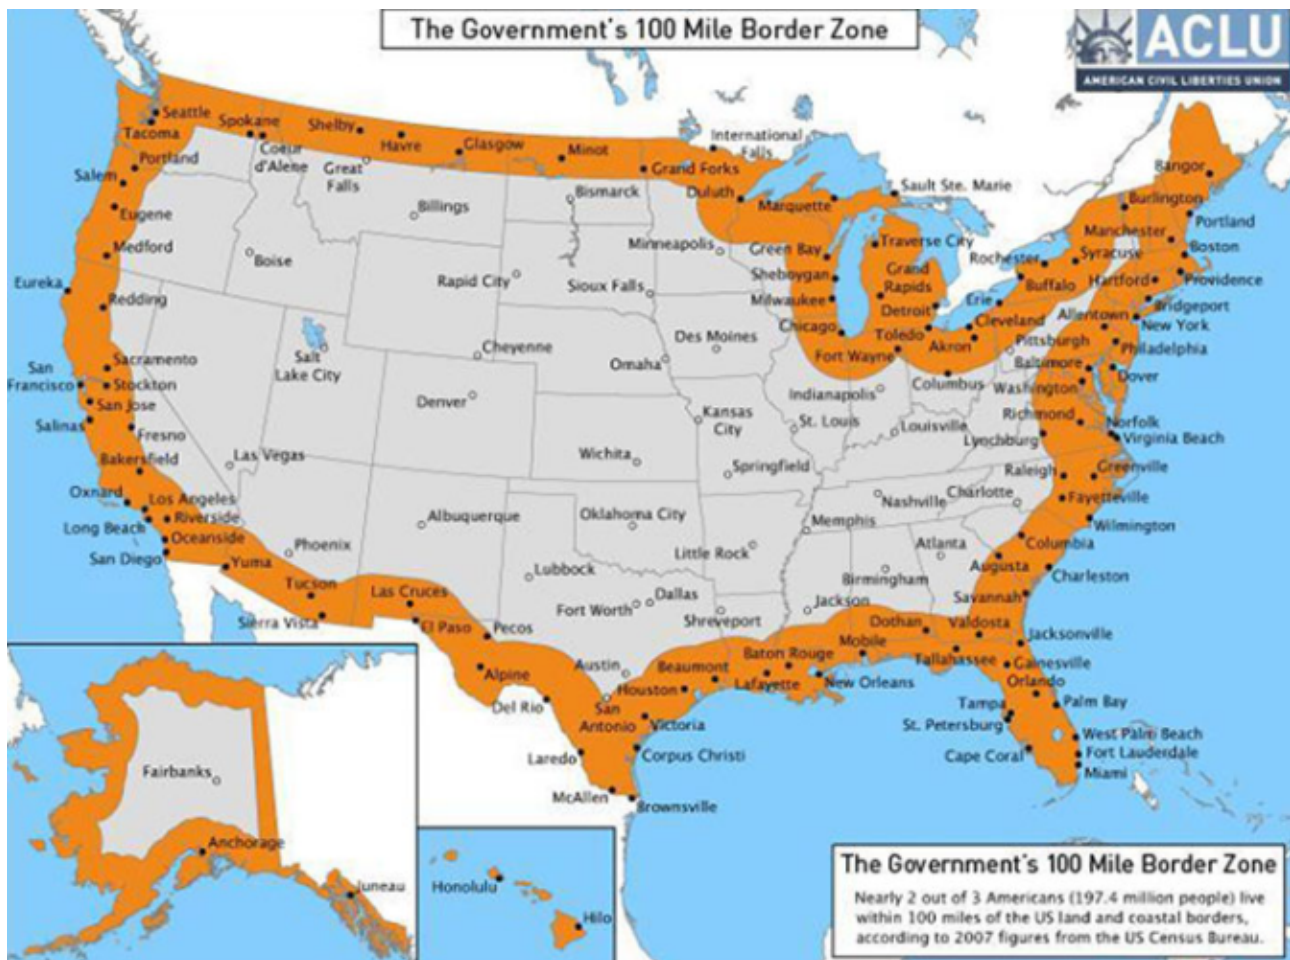 The Government's 100 Mile Border Zone
ACLU
AMERICAN CIVIL LIBERTIES UNION
Seattle
Tacoma
Spokane
Coeur
d'Alene
Shelby
Havre
Glasgow
Minot
International
Falls
Grand Forks
Great
Falls
Portland
Salem
Eugene
Medford
Billings
Bismarck
Duluth
Marquette
Sault Ste. Marie
Bangor
Burlington
Portland
Manchester
Boston
Boise
Rapid City
Minneapolis
Sioux Falls
Green Bay
Traverse City
Sheboygan
Grand
Rapids
Milwaukee
Detroit
Rochester
Syracuse
Buffalo
Hartford
Providence
Bridgeport
Eureka
Redding
Chicago
Toledo
Erie
Cleveland
Allentown
New York
Fort Wayne
Akron
Pittsburgh
Philadelphia
Salt
Lake City
Cheyenne
Des Moines
Omaha
Columbus
Baltimore
Dover
Washington
San
Francisco
Sacramento
Stockton
San Jose
Salinas
Fresno
Bakersfield
Denver
Kansas
City
Indianapolis
St. Louis
Louisville
Richmond
Norfolk
Virginia Beach
Lynchburg
Las Vegas
Wichita
Springfield
Raleigh
Greenville
Oxnard
Los Angeles
Long Beach
Riverside
Oceanside
San Diego
Albuquerque
Oklahoma City
Nashville
Charlotte
Fayetteville
Wilmington
Memphis
Yuma
Phoenix
Tucson
Sierra Vista
Las Cruces
El Paso
Pecos
Lubbock
Little Rock
Atlanta
Columbia
Birmingham
Augusta
Charleston
Fort Worth
Dallas
Shreveport
Jackson
Savannah
Dothan
Valdosta
Jacksonville
Mobile
Tallahassee
Gainesville
Alpine
Austin
Beaumont
Baton Rouge
Houston
Lafayette
New Orleans
Orlando
Del Rio
San
Antonio
Victoria
Tampa
Palm Bay
St. Petersburg
Laredo
Corpus Christi
West Palm Beach
Cape Coral
Fort Lauderdale
Miami
McAllen
Brownsville
Fairbanks
Anchorage
Juneau
Honolulu
Hilo
The Government's 100 Mile Border Zone
Nearly 2 out of 3 Americans (197.4 million people) live
within 100 miles of the US land and coastal borders,
according to 2007 figures from the US Census Bureau.